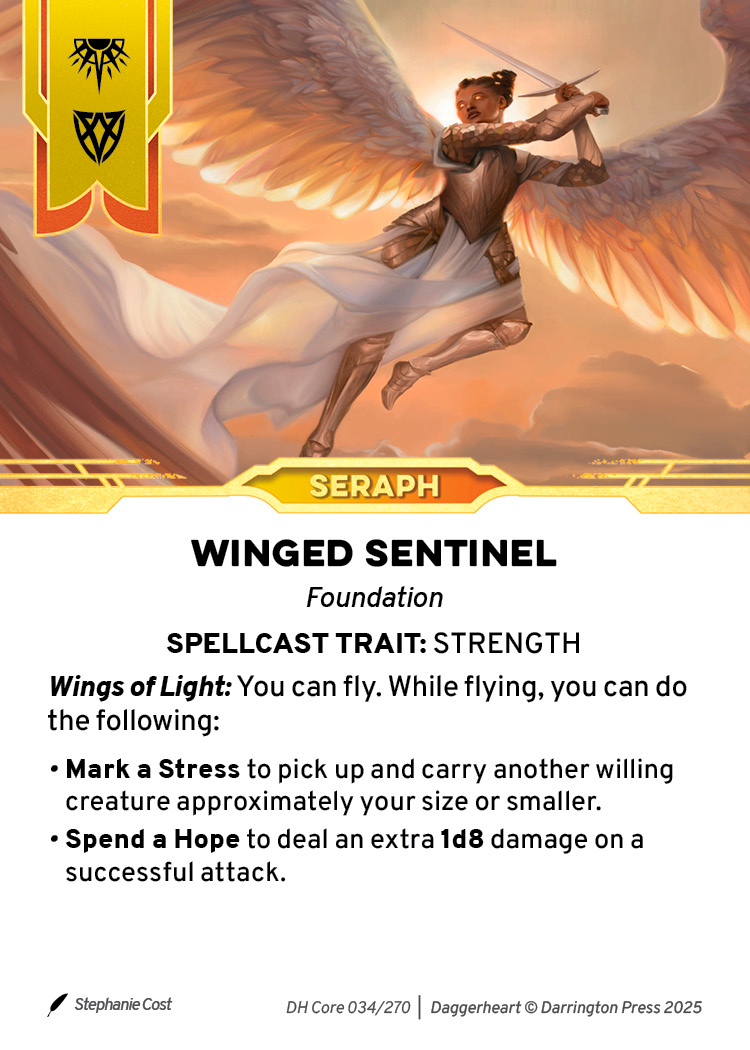 SERAPH
WINGED SENTINEL
Foundation
SPELLCAST TRAIT: STRENGTH
Wings of Light: You can fly. While flying, you can do
the following:
• Mark a Stress to pick up and carry another willing
creature approximately your size or smaller.
• Spend a Hope to deal an extra 1d8 damage on a
successful attack.
Stephanie Cost
DH Core 034/270 | Daggerheart © Darrington Press 2025